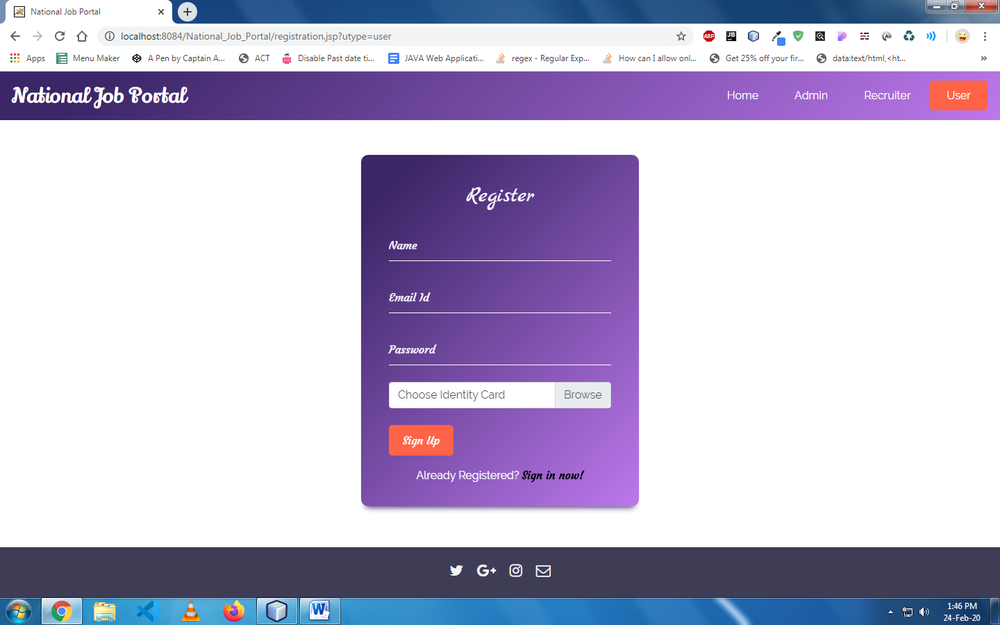 National Job Portal
localhost:8084/National_Job_Portal/registration.jsp?utype=user
ABP
JB
Apps
Menu Maker
A Pen by Captain A...
ACT
Disable Past date ti...
JAVA Web Applicati...
regex - Regular Exp...
How can I allow onl...
Get 25% off your fir...
data:text/html,<ht...
»
National Job Portal
Home
Admin
Recruiter
User
Register
Name
Email Id
Password
Choose Identity Card
Browse
Sign Up
Already Registered? Sign in now!
G+
W
1:46 PM
24-Feb-20